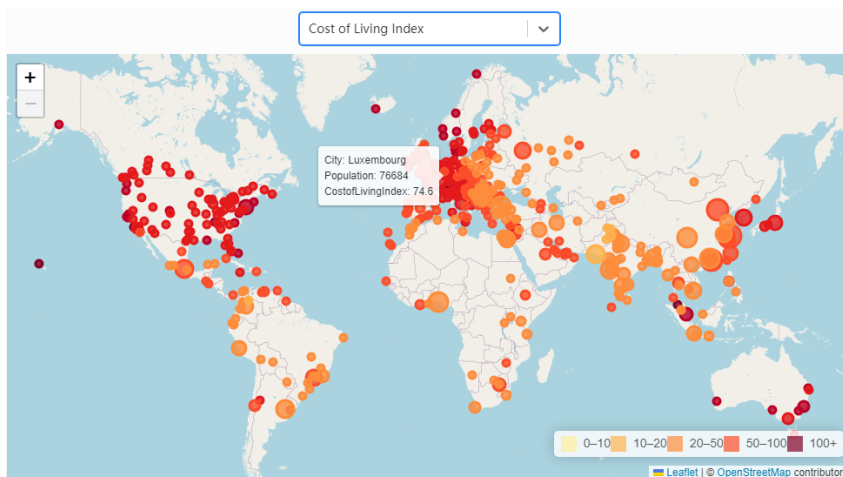 Cost of Living Index
+
−
City: Luxembourg
Population: 76684
CostofLivingIndex: 74.6
0–10 10–20 20–50 50–100 100+
Leaflet | © OpenStreetMap contributor